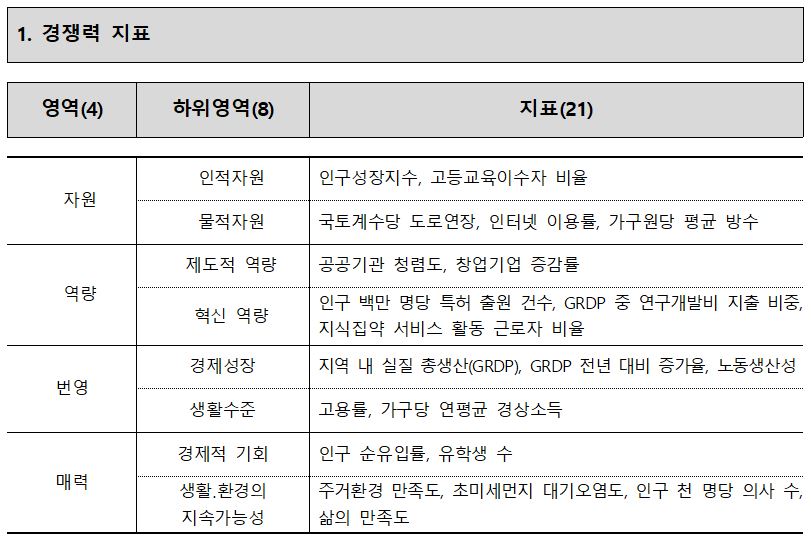 1. 경쟁력 지표
영역(4) 하위영역(8) 지표(21)
자원
인적자원 인구성장지수, 고등교육이수자 비율
물적자원 국토계수당 도로연장, 인터넷 이용률, 가구원당 평균 방수
역량
제도적 역량 공공기관 청렴도, 창업기업 증감률
혁신 역량
인구 백만 명당 특허 출원 건수, GRDP 중 연구개발비 지출 비중,
지식집약 서비스 활동 근로자 비율
번영
경제성장 지역 내 실질 총생산(GRDP), GRDP 전년 대비 증가율, 노동생산성
생활수준 고용률, 가구당 연평균 경상소득
매력
경제적 기회 인구 순유입률, 유학생 수
생활.환경의
지속가능성
주거환경 만족도, 초미세먼지 대기오염도, 인구 천 명당 의사 수,
삶의 만족도